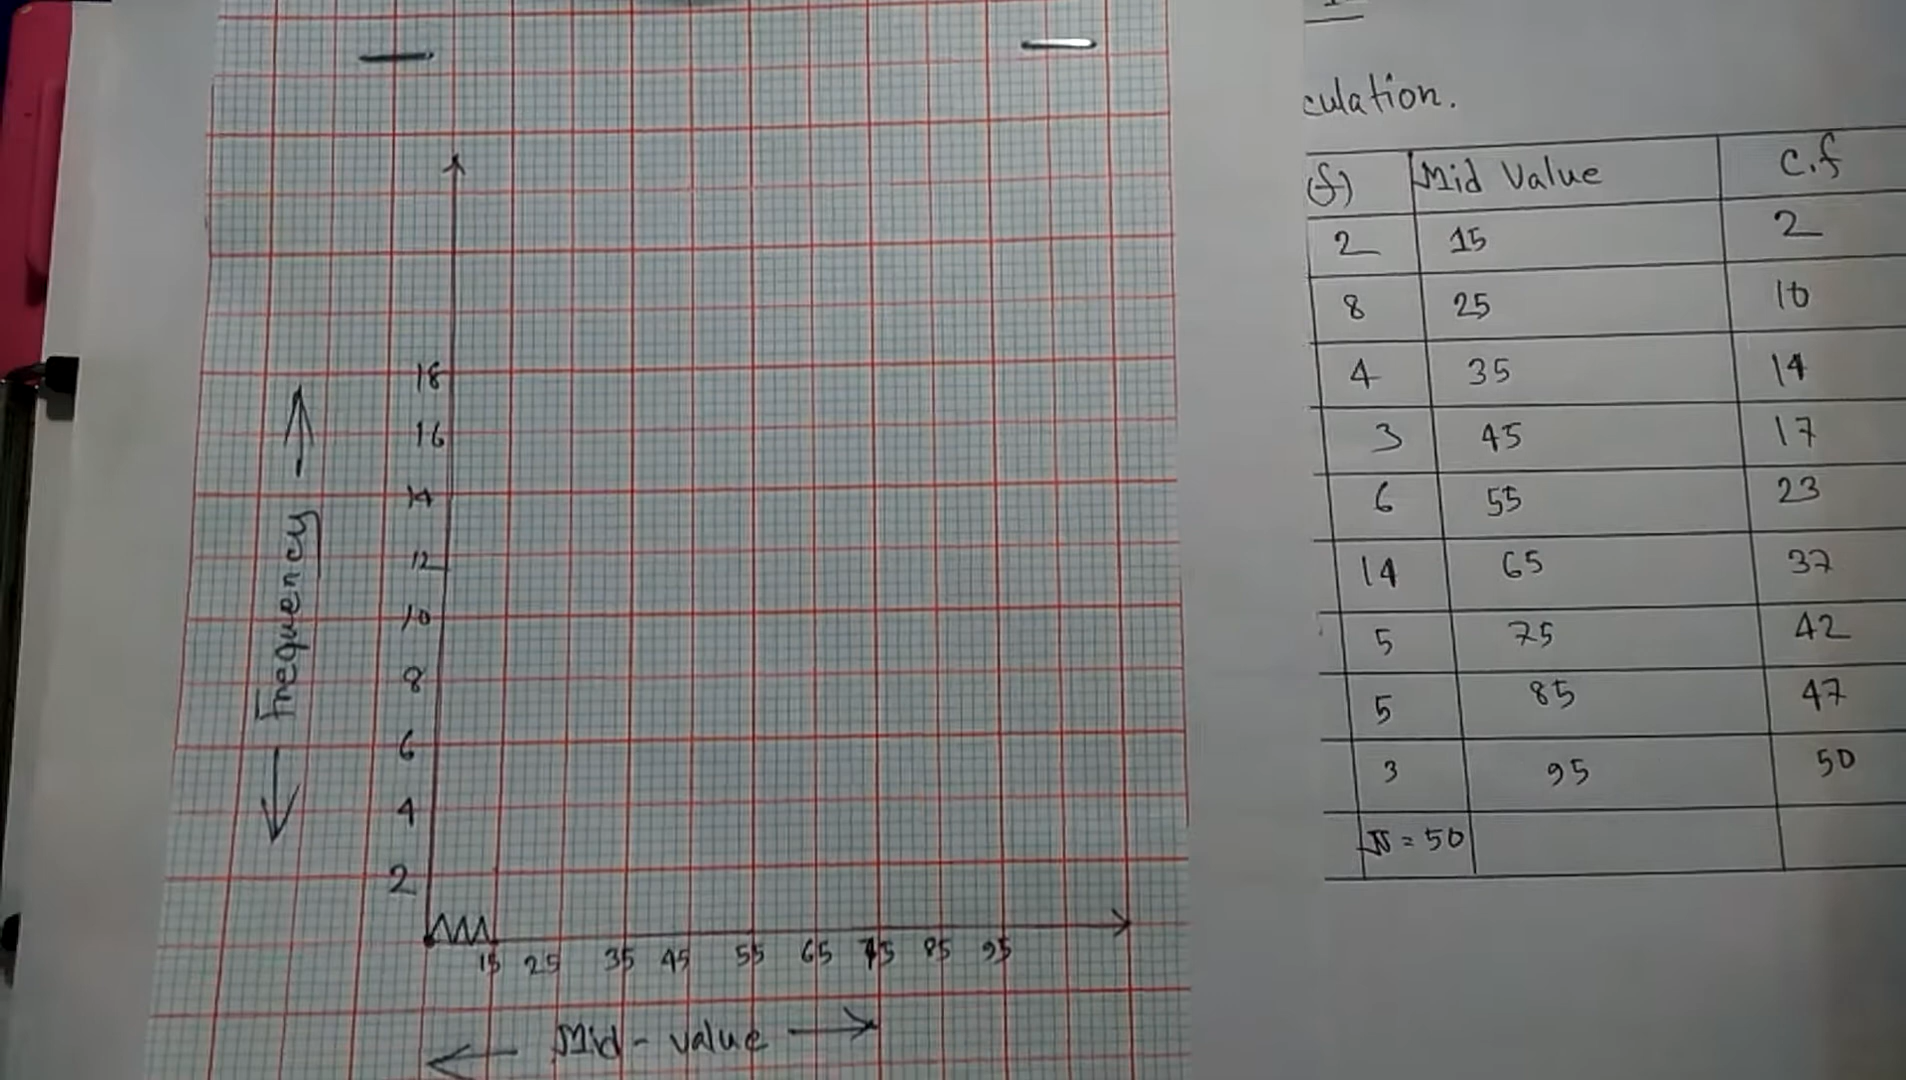 18
16
14
12
10
8
6
4
2
Frequency
15 25 35 45 55 65 75 85 95
Mid-value
culation.
(f) Mid Value c.f
2 15 2
8 25 10
4 35 14
3 45 17
6 55 23
14 65 37
5 75 42
5 85 47
3 95 50
N = 50